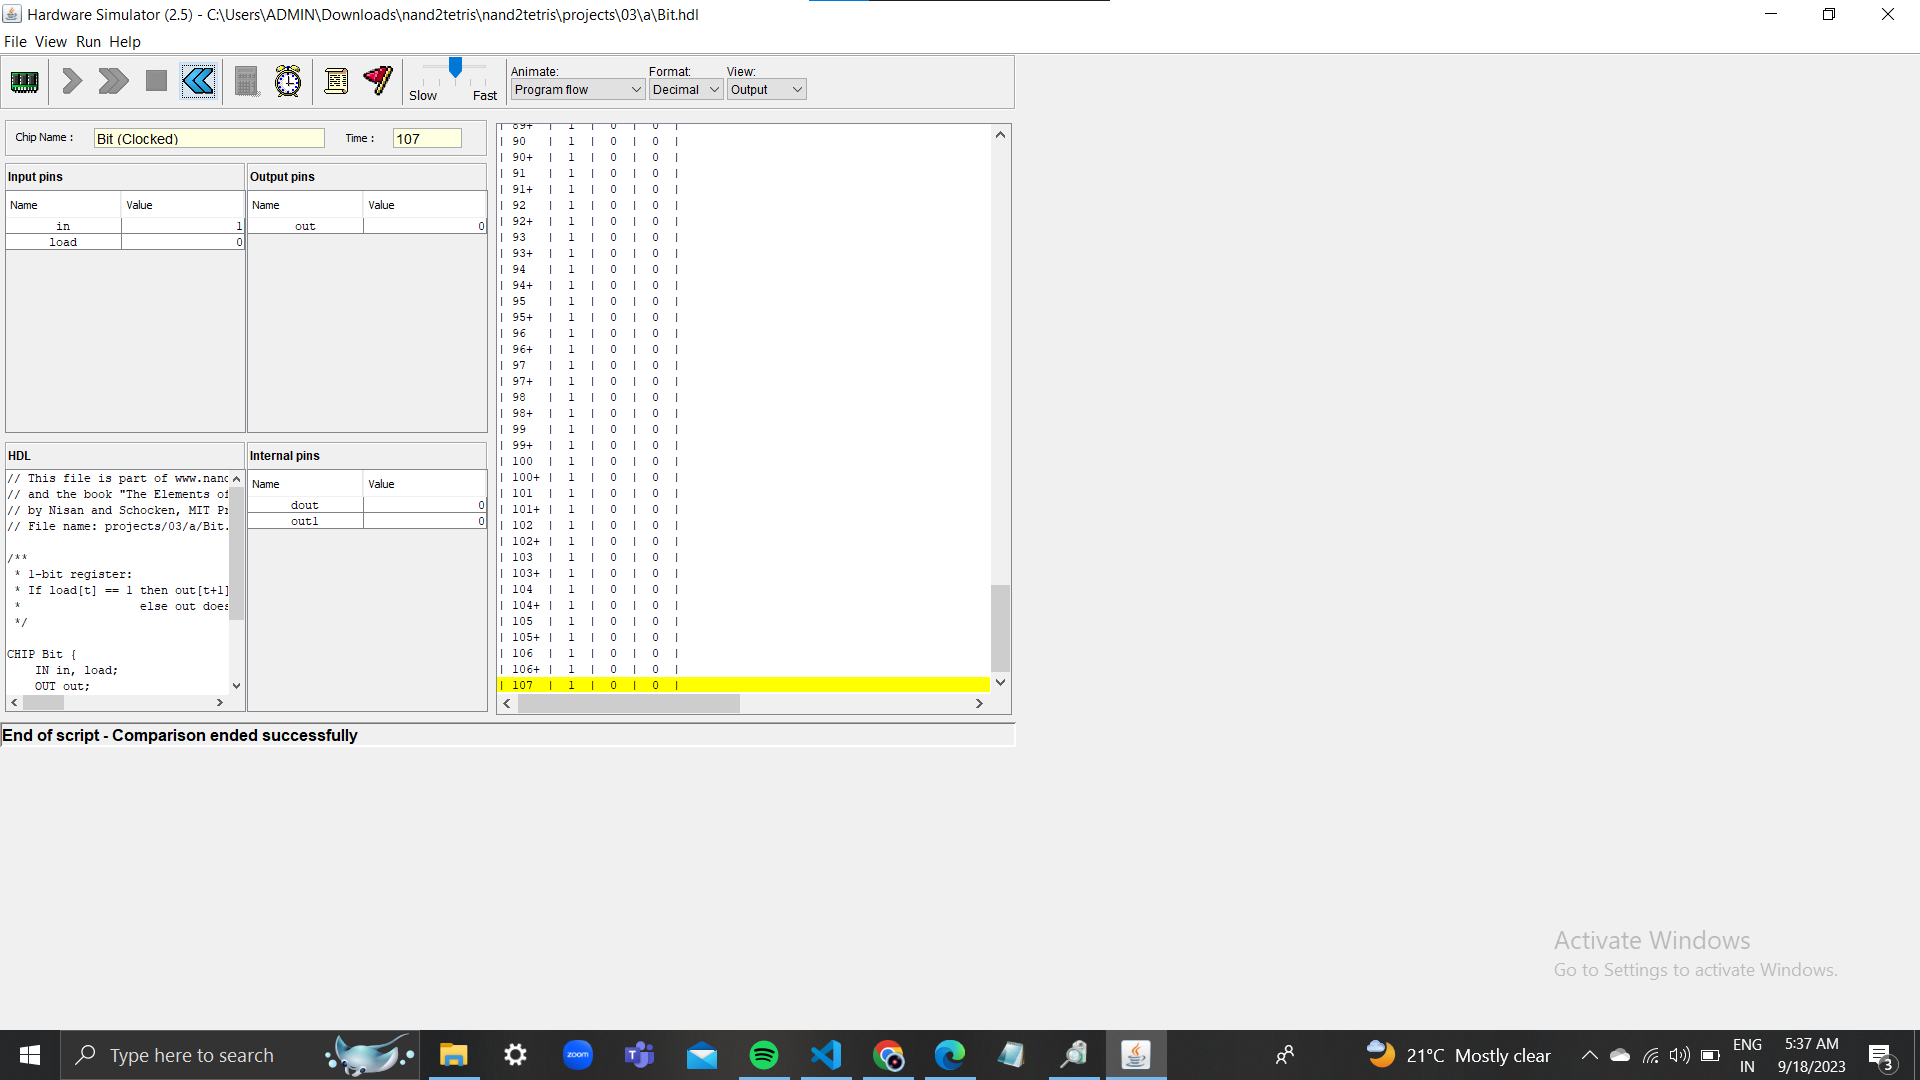 Hardware Simulator (2.5) - C:\Users\ADMIN\Downloads\nand2tetris\nand2tetris\projects\03\a\Bit.hdl
File View Run Help
Slow Fast
Animate: Format: View:
Program flow Decimal Output
Chip Name : Bit (Clocked) Time : 107
Input pins
Name Value
in 1
load 0
Output pins
Name Value
out 0
HDL
// This file is part of www.nand
// and the book "The Elements of
// by Nisan and Schocken, MIT Pr
// File name: projects/03/a/Bit.
/**
* 1-bit register:
* If load[t] == 1 then out[t+1]
* else out does
*/
CHIP Bit {
IN in, load;
OUT out;
Internal pins
Name Value
dout 0
out1 0
| 89+ | 1 | 0 | 0 |
| 90 | 1 | 0 | 0 |
| 90+ | 1 | 0 | 0 |
| 91 | 1 | 0 | 0 |
| 91+ | 1 | 0 | 0 |
| 92 | 1 | 0 | 0 |
| 92+ | 1 | 0 | 0 |
| 93 | 1 | 0 | 0 |
| 93+ | 1 | 0 | 0 |
| 94 | 1 | 0 | 0 |
| 94+ | 1 | 0 | 0 |
| 95 | 1 | 0 | 0 |
| 95+ | 1 | 0 | 0 |
| 96 | 1 | 0 | 0 |
| 96+ | 1 | 0 | 0 |
| 97 | 1 | 0 | 0 |
| 97+ | 1 | 0 | 0 |
| 98 | 1 | 0 | 0 |
| 98+ | 1 | 0 | 0 |
| 99 | 1 | 0 | 0 |
| 99+ | 1 | 0 | 0 |
| 100 | 1 | 0 | 0 |
| 100+ | 1 | 0 | 0 |
| 101 | 1 | 0 | 0 |
| 101+ | 1 | 0 | 0 |
| 102 | 1 | 0 | 0 |
| 102+ | 1 | 0 | 0 |
| 103 | 1 | 0 | 0 |
| 103+ | 1 | 0 | 0 |
| 104 | 1 | 0 | 0 |
| 104+ | 1 | 0 | 0 |
| 105 | 1 | 0 | 0 |
| 105+ | 1 | 0 | 0 |
| 106 | 1 | 0 | 0 |
| 106+ | 1 | 0 | 0 |
| 107 | 1 | 0 | 0 |
End of script - Comparison ended successfully
Activate Windows
Go to Settings to activate Windows.
Type here to search
zoom
21°C Mostly clear
ENG
IN
5:37 AM
9/18/2023
3